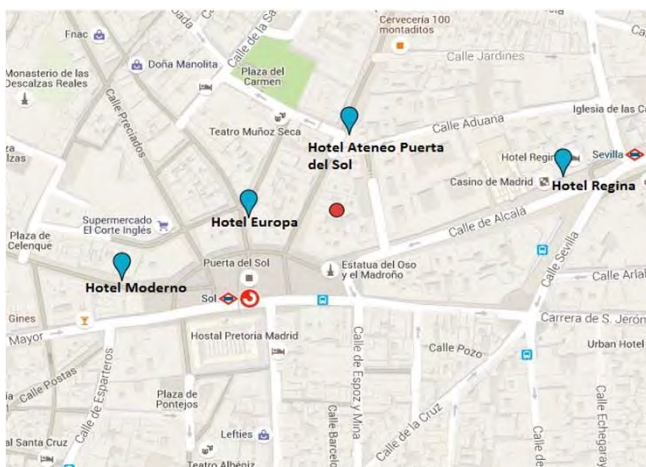 Cervecería 100
montaditos
Fnac
Doña Manolita
Calle Jardines
Monasterio de las
Descalzas Reales
Plaza del
Carmen
Calle Preciados
Iglesia de las
Teatro Muñoz Seca
Calle Aduana
Hotel Ateneo Puerta
del Sol
Hotel Regina
Sevilla
Casino de Madrid
Hotel Regina
Supermercado
El Corte Inglés
Hotel Europa
Plaza de
Celenque
Calle de Alcalá
Calle Sevilla
Puerta del Sol
Estatua del Oso
y el Madroño
Hotel Moderno
Sol
Gines
Mayor
Hostal Pretoria Madrid
Carrera de S. Jerón
Urban Hotel
Calle Pozo
Calle Postas
Calle de Esparteros
Plaza de
Pontejos
Calle de Espoz y Mina
Calle de la Cruz
Calle Echegaray
Lefties
al Santa Cruz
Calle Barcelo
Calle de
Teatro Albéniz